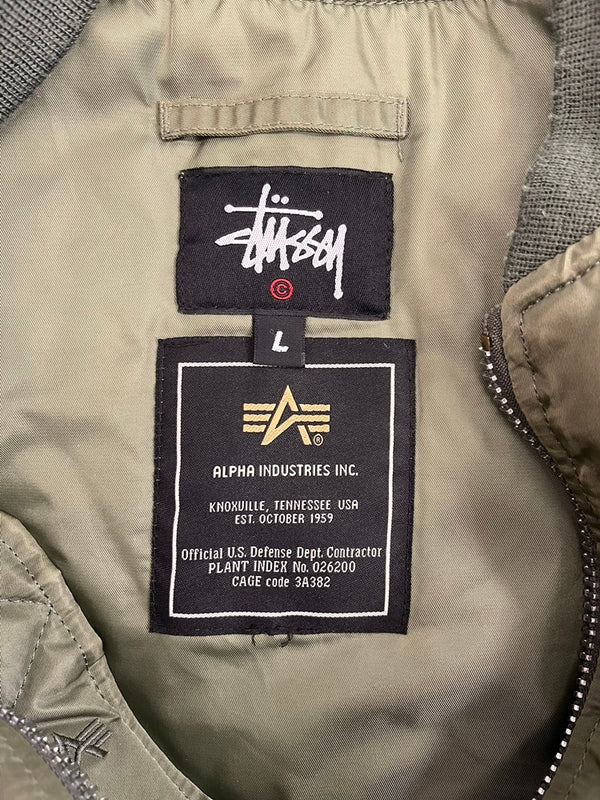 Stüssy
©
L
®
ALPHA INDUSTRIES INC.
KNOXVILLE, TENNESSEE USA
EST. OCTOBER 1959
Official U.S. Defense Dept. Contractor
PLANT INDEX No. 026200
CAGE code 3A382